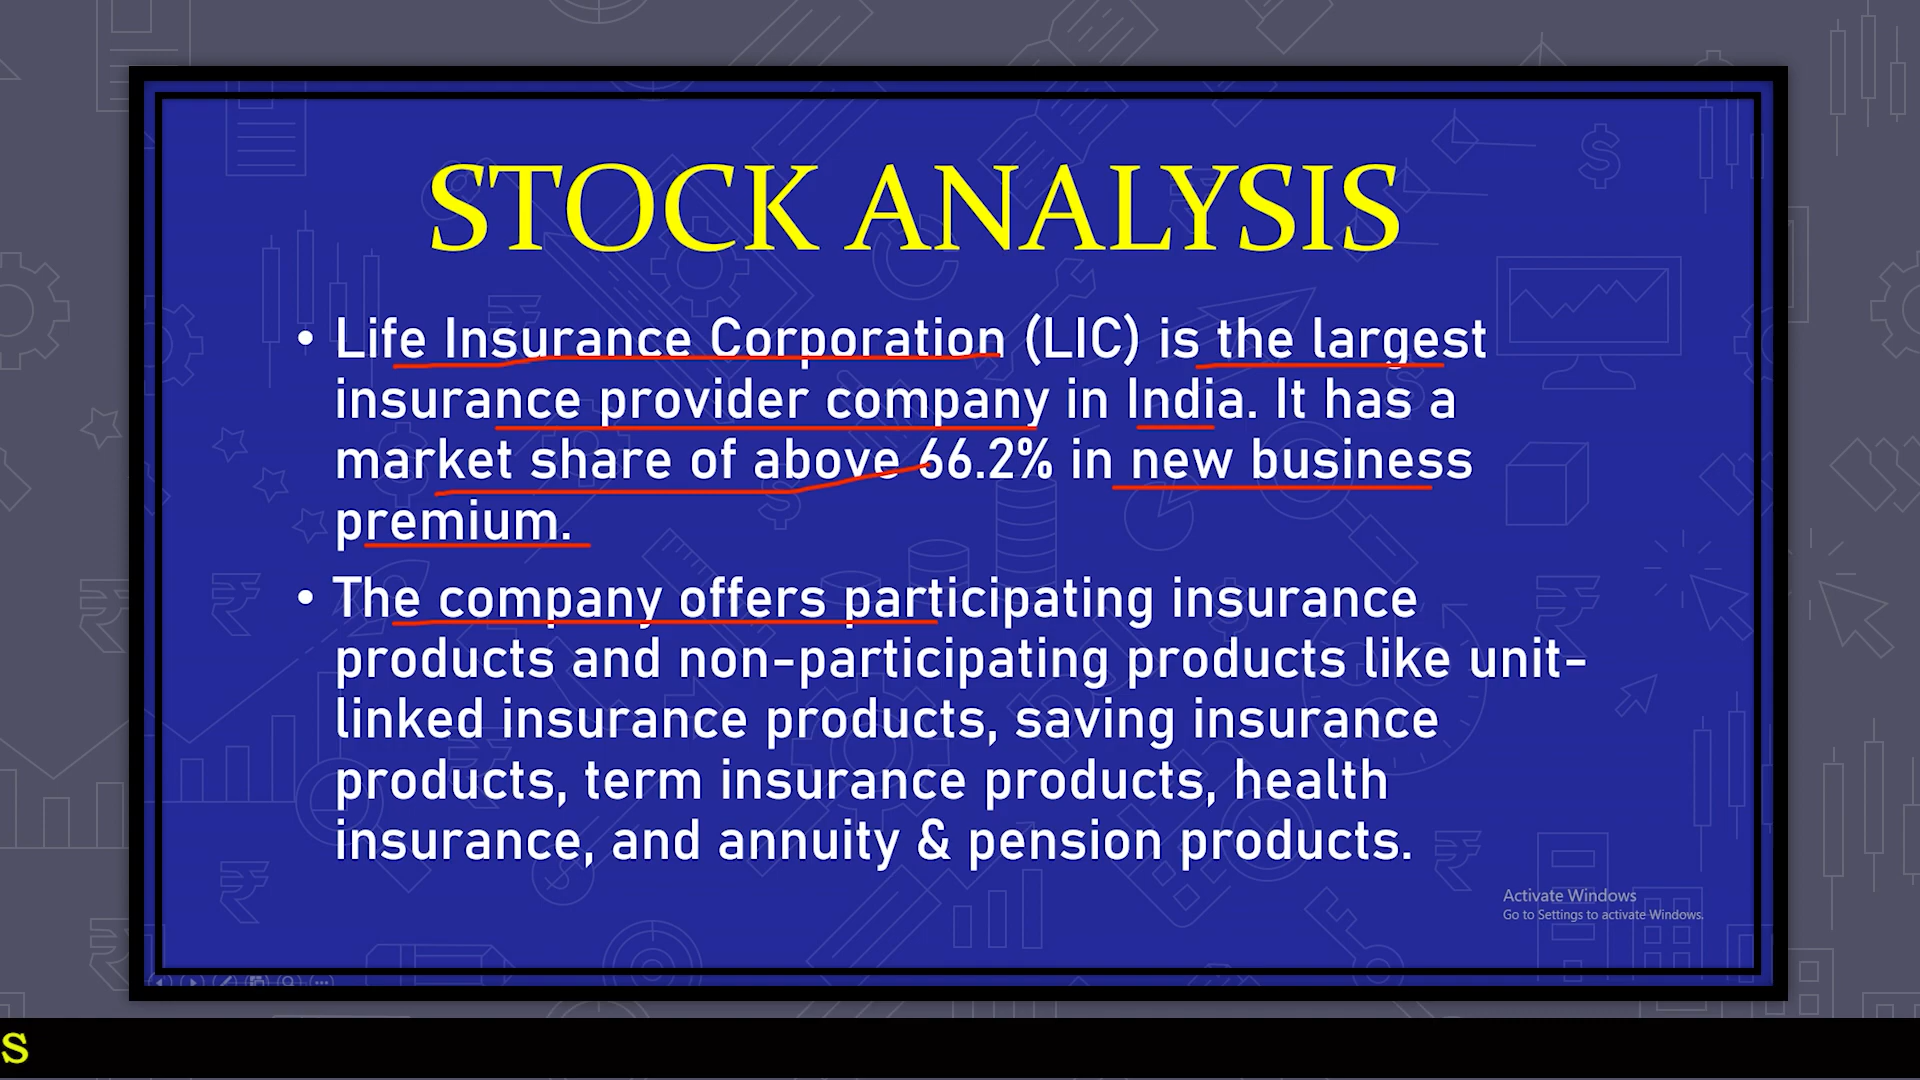 STOCK ANALYSIS
• Life Insurance Corporation (LIC) is the largest
insurance provider company in India. It has a
market share of above 66.2% in new business
premium.
• The company offers participating insurance
products and non-participating products like unit-
linked insurance products, saving insurance
products, term insurance products, health
insurance, and annuity & pension products.
Activate Windows
Go to Settings to activate Windows.
S